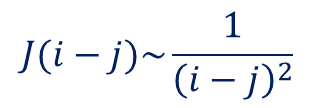 J(i − j)~1/(i − j)²